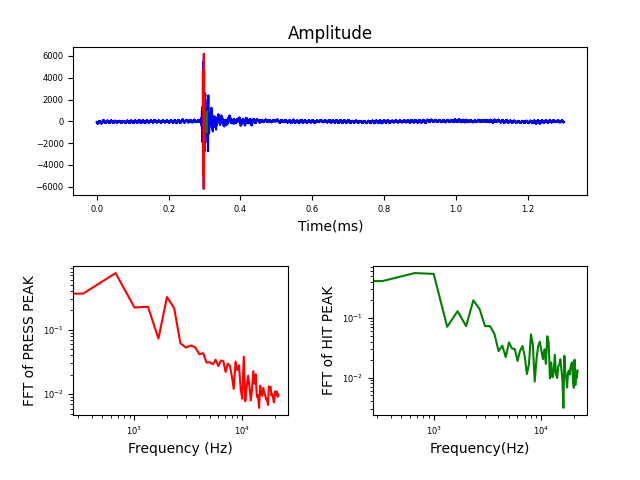 Amplitude
6000
4000
2000
0
−2000
−4000
−6000
0.0 0.2 0.4 0.6 0.8 1.0 1.2
Time(ms)
FFT of PRESS PEAK
10⁻¹
10⁻²
10³ 10⁴
Frequency (Hz)
FFT of HIT PEAK
10⁻¹
10⁻²
10³ 10⁴
Frequency(Hz)